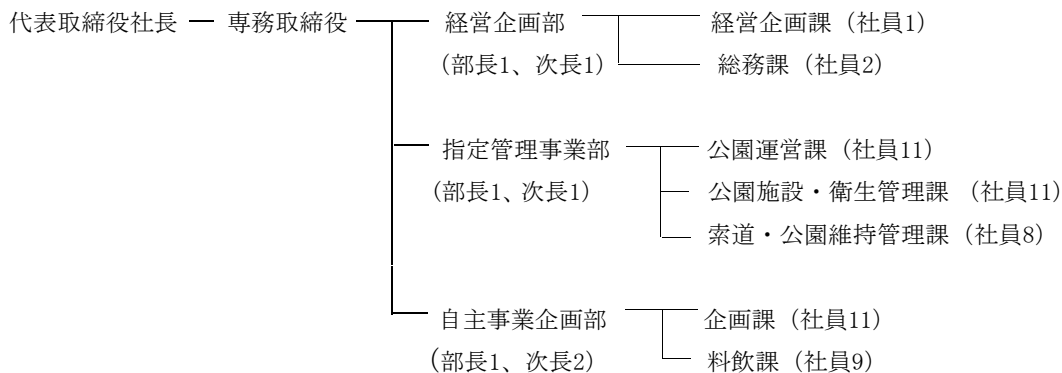 代表取締役社長 専務取締役 経営企画部 経営企画課（社員1）
(部長1、次長1) 総務課（社員2）
指定管理事業部 公園運営課（社員11）
(部長1、次長1) 公園施設・衛生管理課（社員11）
索道・公園維持管理課（社員8）
自主事業企画部 企画課（社員11）
(部長1、次長2) 料飲課（社員9）